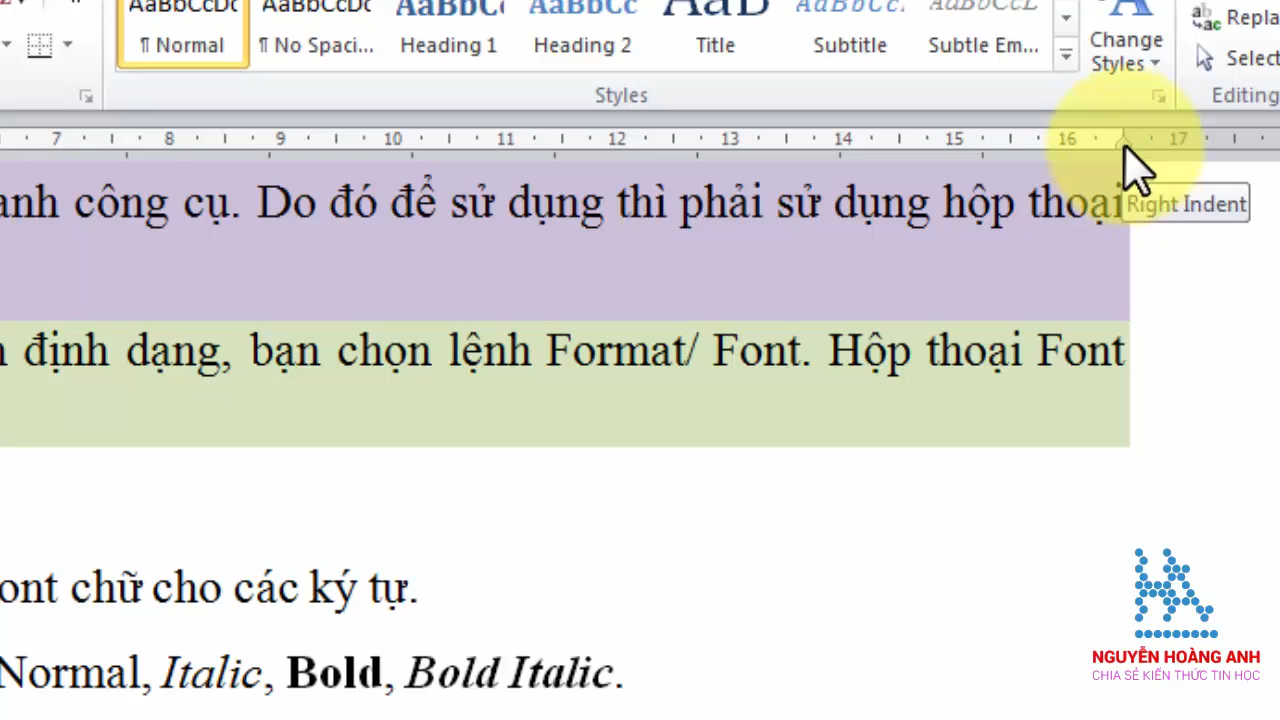 AaBbCcDc AaBbCcDc AaBbC AaBbCc AaB AaBbCc. AaBbCcL
¶ Normal ¶ No Spaci... Heading 1 Heading 2 Title Subtitle Subtle Em... Change Styles
Select
Styles Editing
7 8 9 10 11 12 13 14 15 16 17
công cụ. Do đó để sử dụng thì phải sử dụng hộp thoại
Right Indent
định dạng, bạn chọn lệnh Format/ Font. Hộp thoại Font
ont chữ cho các ký tự.
Normal, Italic, Bold, Bold Italic.
NGUYỄN HOÀNG ANH
CHIA SẺ KIẾN THỨC TIN HỌC